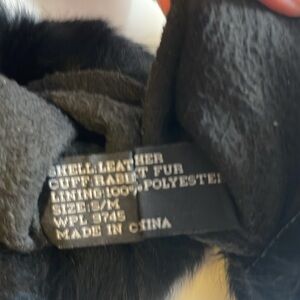 SHELL:LEATHER
CUFF:RABBIT FUR
LINING:100%POLYESTER
SIZE:S/M
WPL 9745
MADE IN CHINA